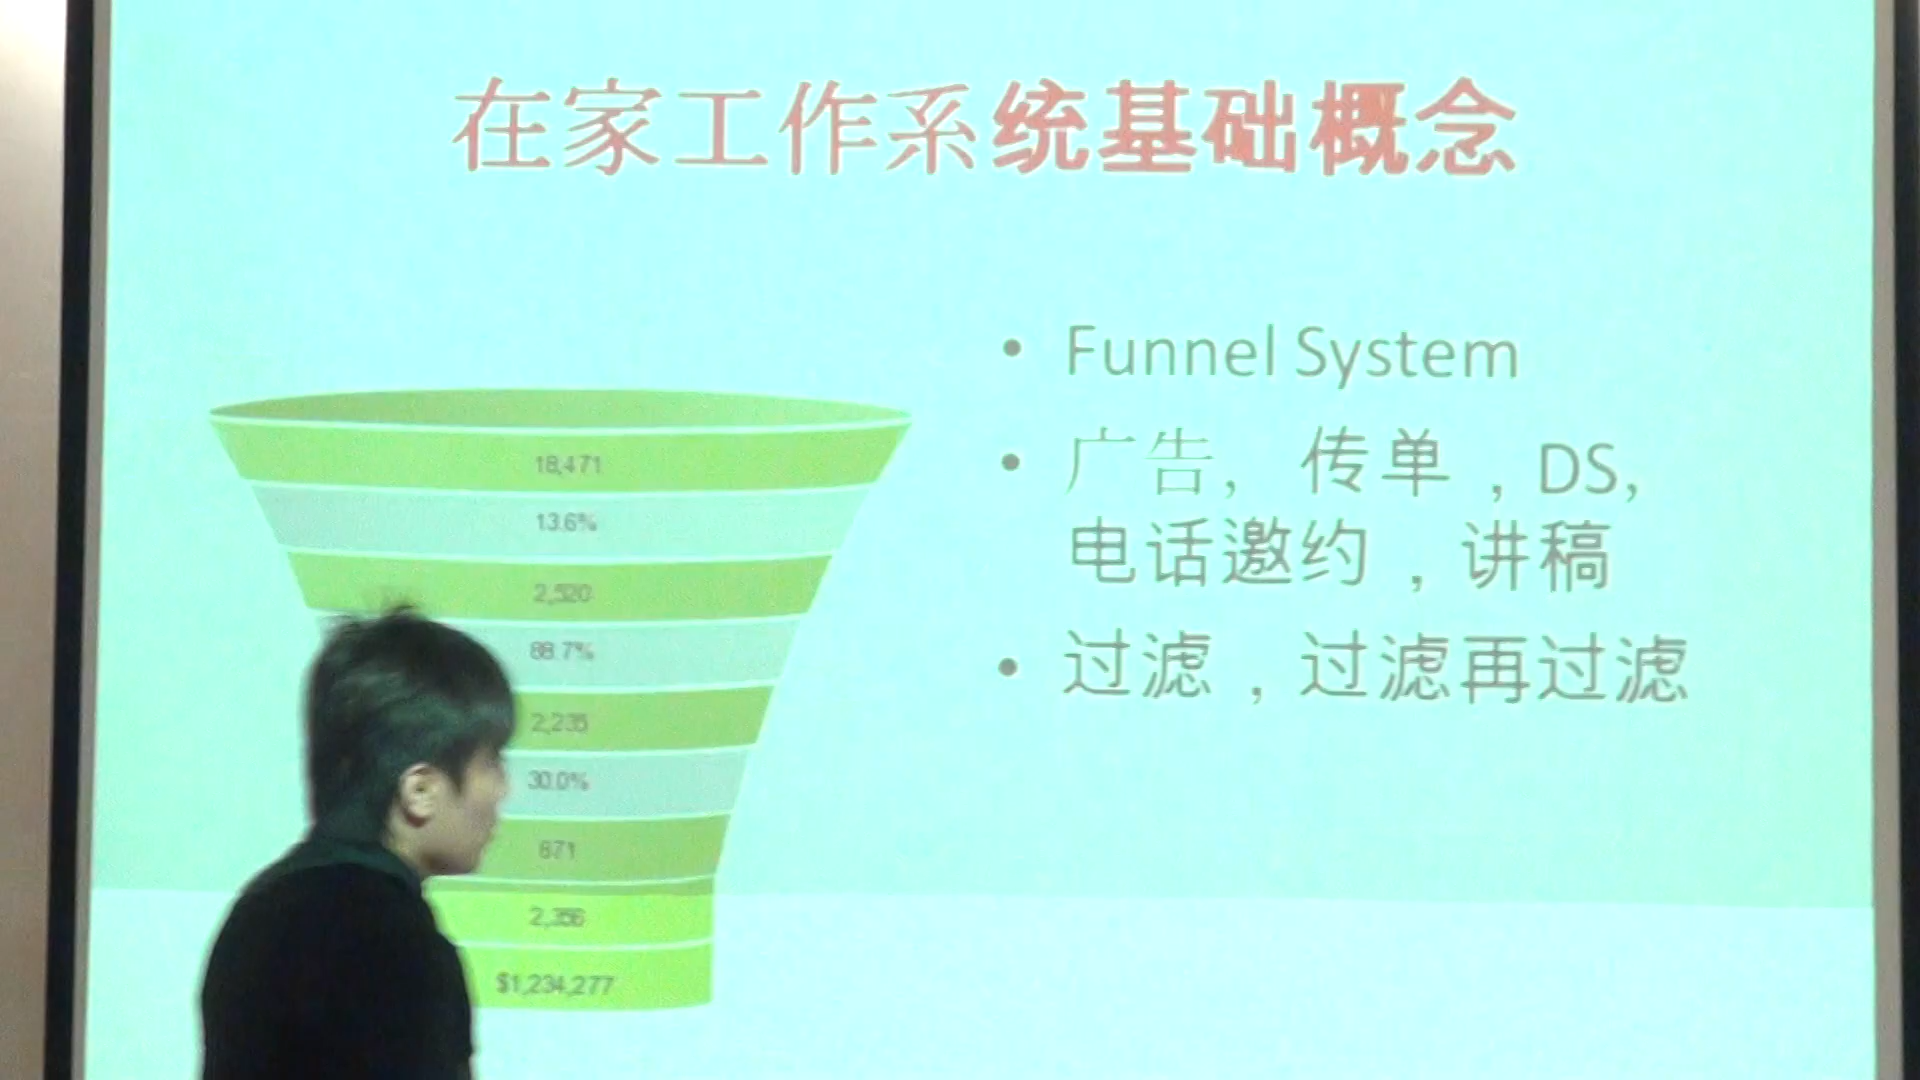 在家工作系统基础概念
Funnel System
广告, 传单，DS,
电话邀约，讲稿
过滤，过滤再过滤
18,471
13.6%
2,520
88.7%
2,235
30.0%
671
2,356
$1,234,277